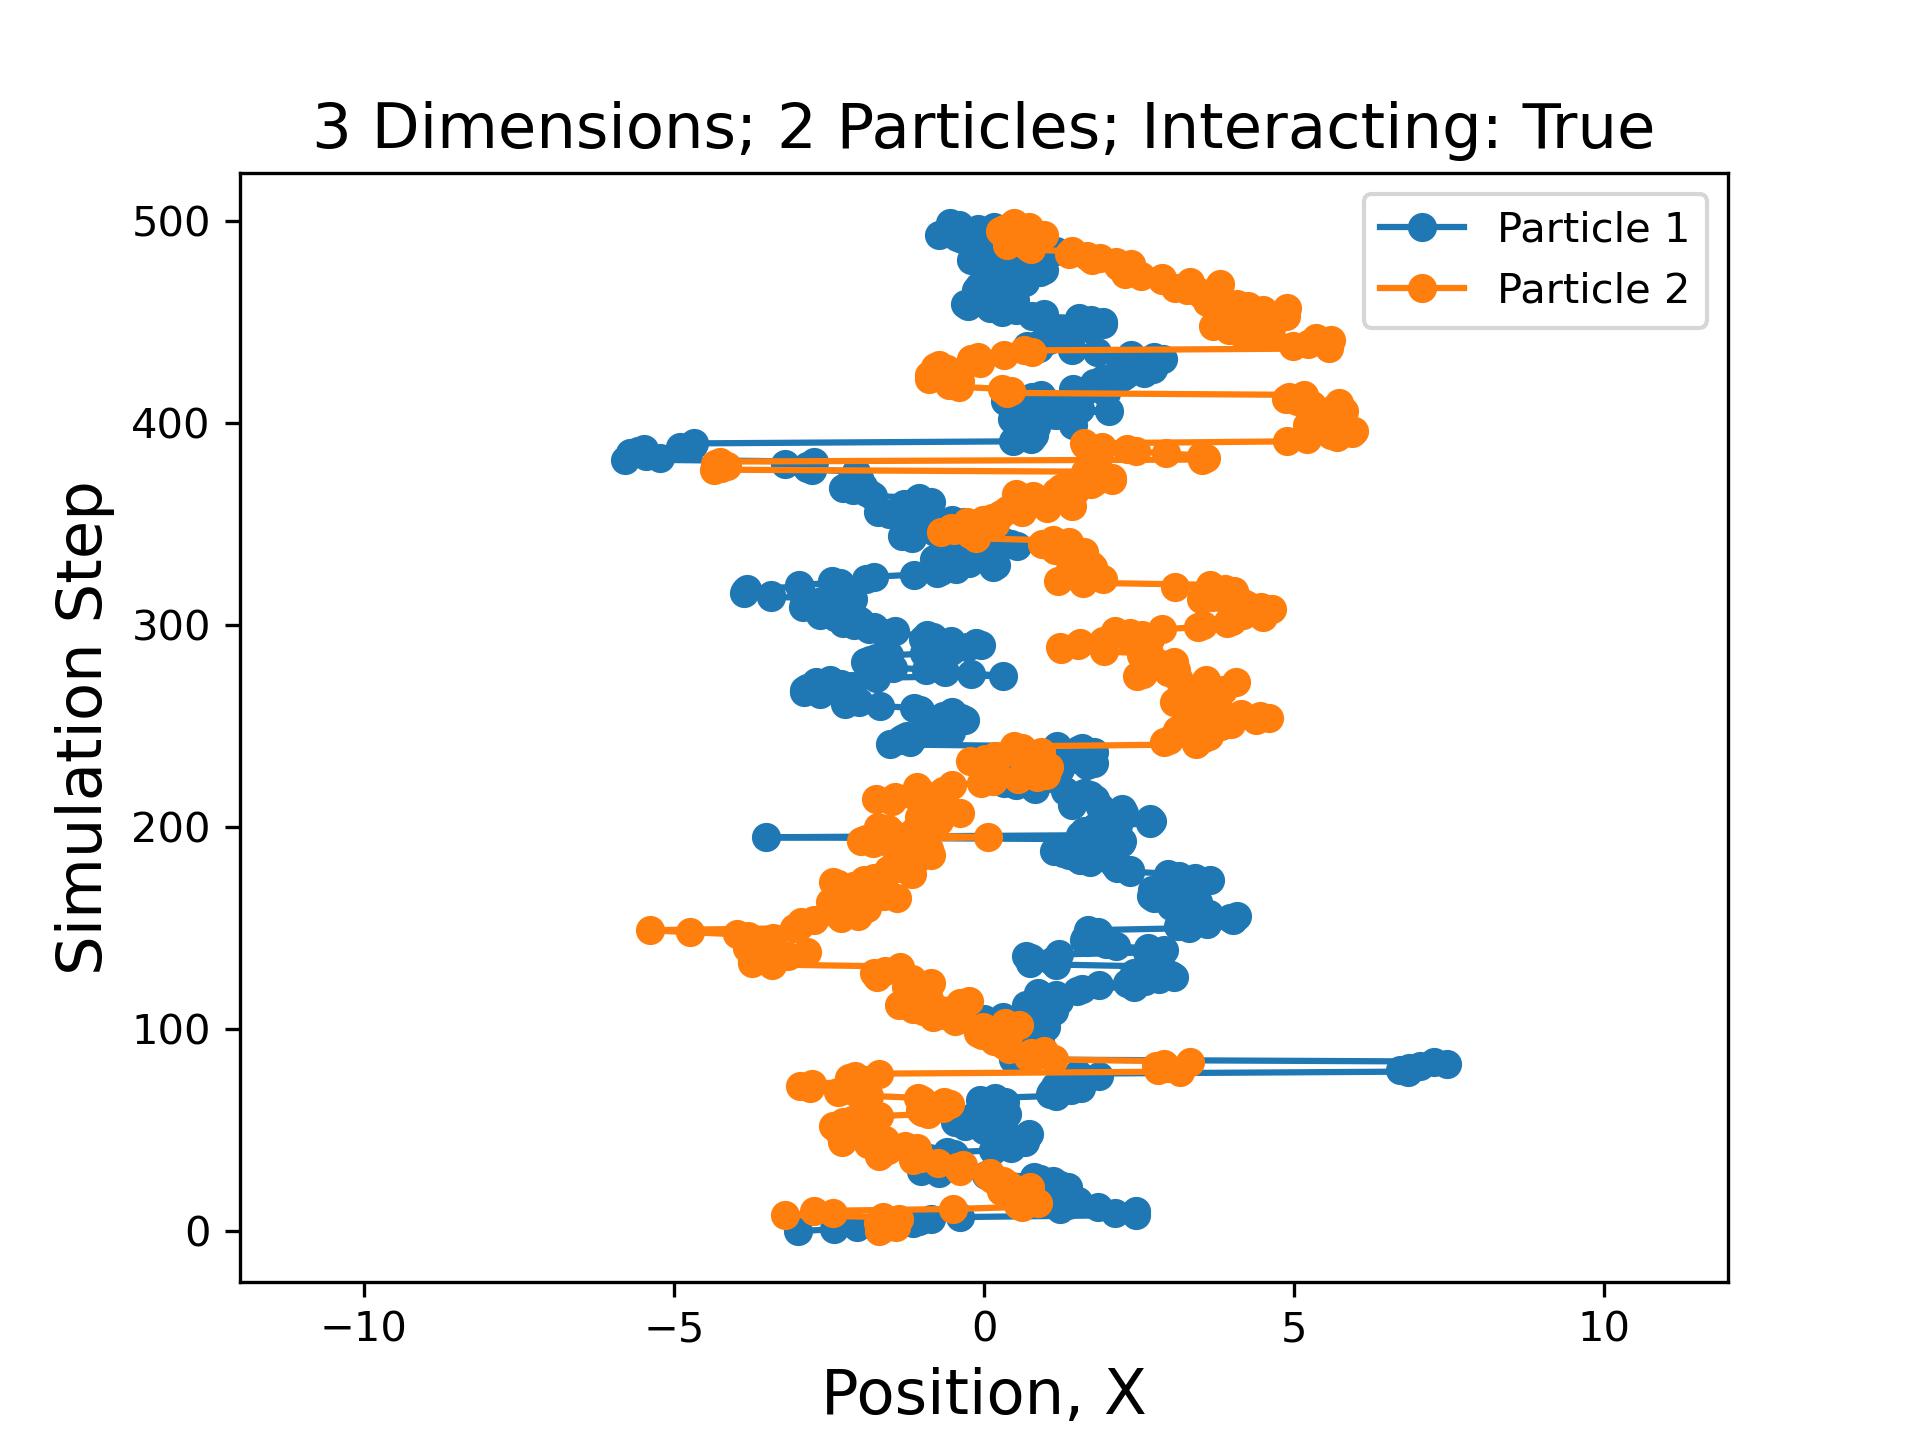 3 Dimensions; 2 Particles; Interacting: True
Particle 1
Particle 2
Simulation Step
500
400
300
200
100
0
−10
−5
0
5
10
Position, X